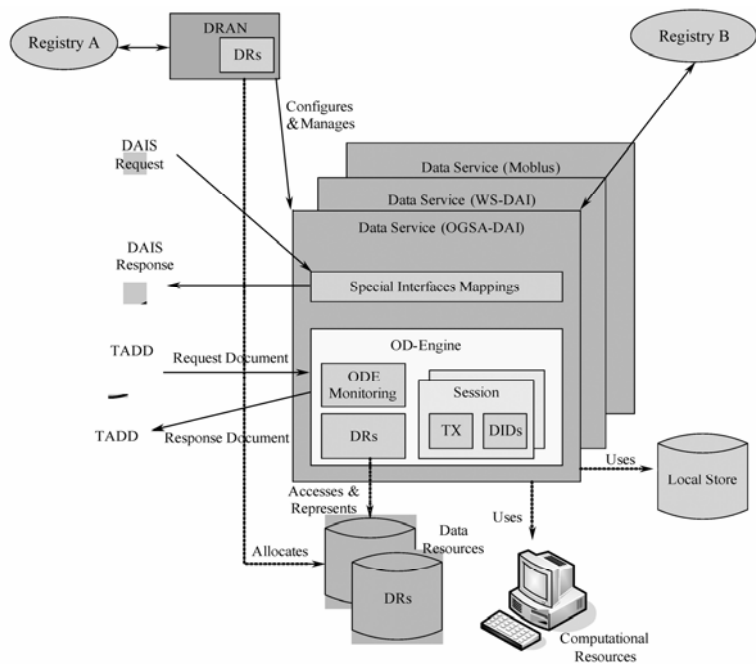 Registry A
DRAN
DRs
Registry B
Configures
& Manages
DAIS
Request
Data Service (Moblus)
Data Service (WS-DAI)
Data Service (OGSA-DAI)
DAIS
Response
Special Interfaces Mappings
OD-Engine
TADD
Request Document
ODE
Monitoring
Session
TX
DIDs
TADD
Response Document
DRs
Uses
Local Store
Accesses &
Represents
Uses
Data
Resources
Allocates
DRs
Computational
Resources